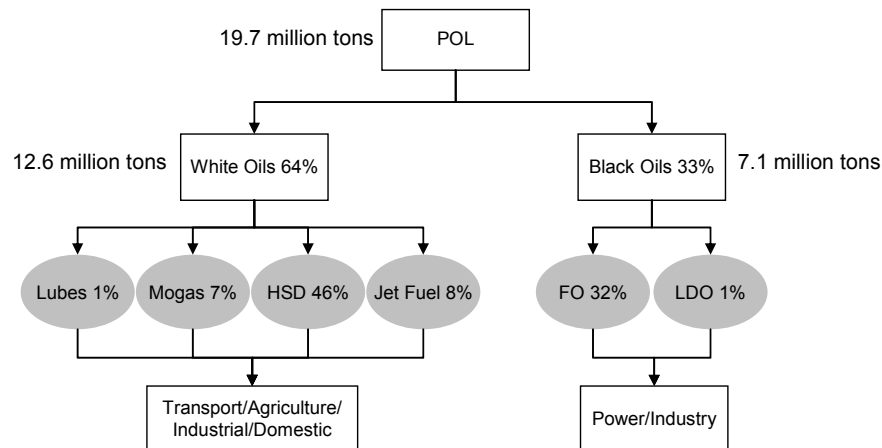 19.7 million tons
POL
12.6 million tons
White Oils 64%
Black Oils 33%
7.1 million tons
Lubes 1%
Mogas 7%
HSD 46%
Jet Fuel 8%
FO 32%
LDO 1%
Transport/Agriculture/
Industrial/Domestic
Power/Industry